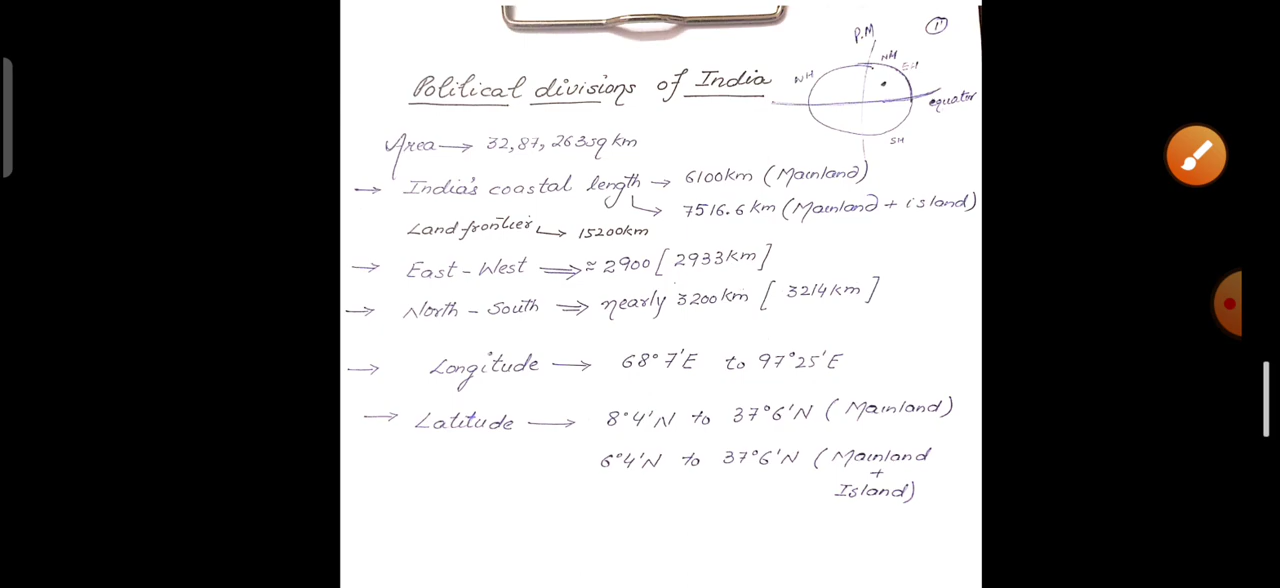 P.M
①
NH
NH
EH
Political divisions of India
equator
SH
Area → 32,87,263 sq km
→ India's coastal length → 6100km (Mainland)
↳ 7516.6 km (Mainland + island)
Land frontier ↳ 15200km
→ East - West ⇒ ≈ 2900 [2933km]
→ North - South ⇒ nearly 3200km [3214km]
→ Longitude → 68° 7'E to 97°25'E
→ Latitude → 8°4'N to 37°6'N (Mainland)
6°4'N to 37°6'N (Mainland
+
Island)